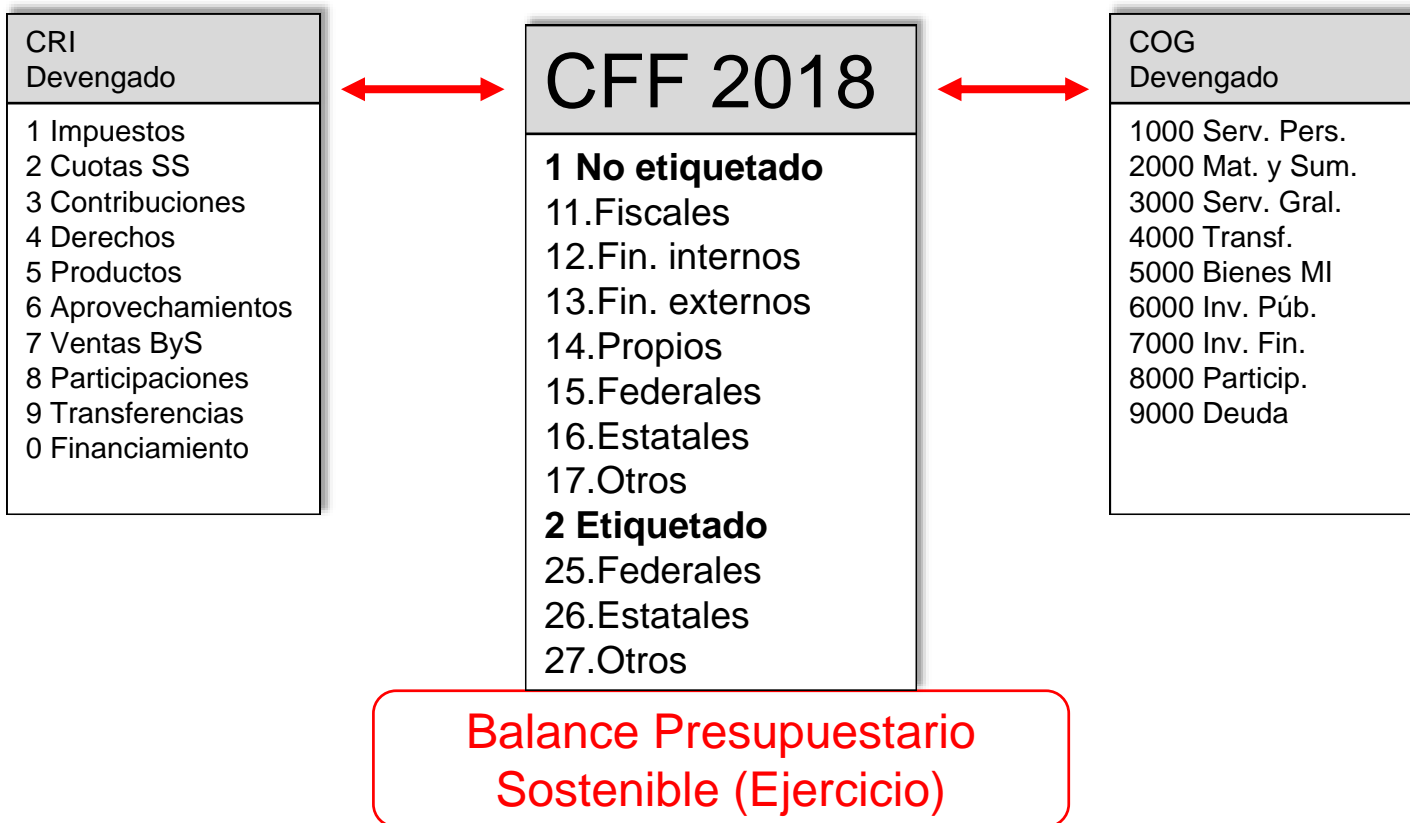 CRI
Devengado
1 Impuestos
2 Cuotas SS
3 Contribuciones
4 Derechos
5 Productos
6 Aprovechamientos
7 Ventas ByS
8 Participaciones
9 Transferencias
0 Financiamiento
CFF 2018
1 No etiquetado
11.Fiscales
12.Fin. internos
13.Fin. externos
14.Propios
15.Federales
16.Estatales
17.Otros
2 Etiquetado
25.Federales
26.Estatales
27.Otros
COG
Devengado
1000 Serv. Pers.
2000 Mat. y Sum.
3000 Serv. Gral.
4000 Transf.
5000 Bienes MI
6000 Inv. Púb.
7000 Inv. Fin.
8000 Particip.
9000 Deuda
Balance Presupuestario
Sostenible (Ejercicio)